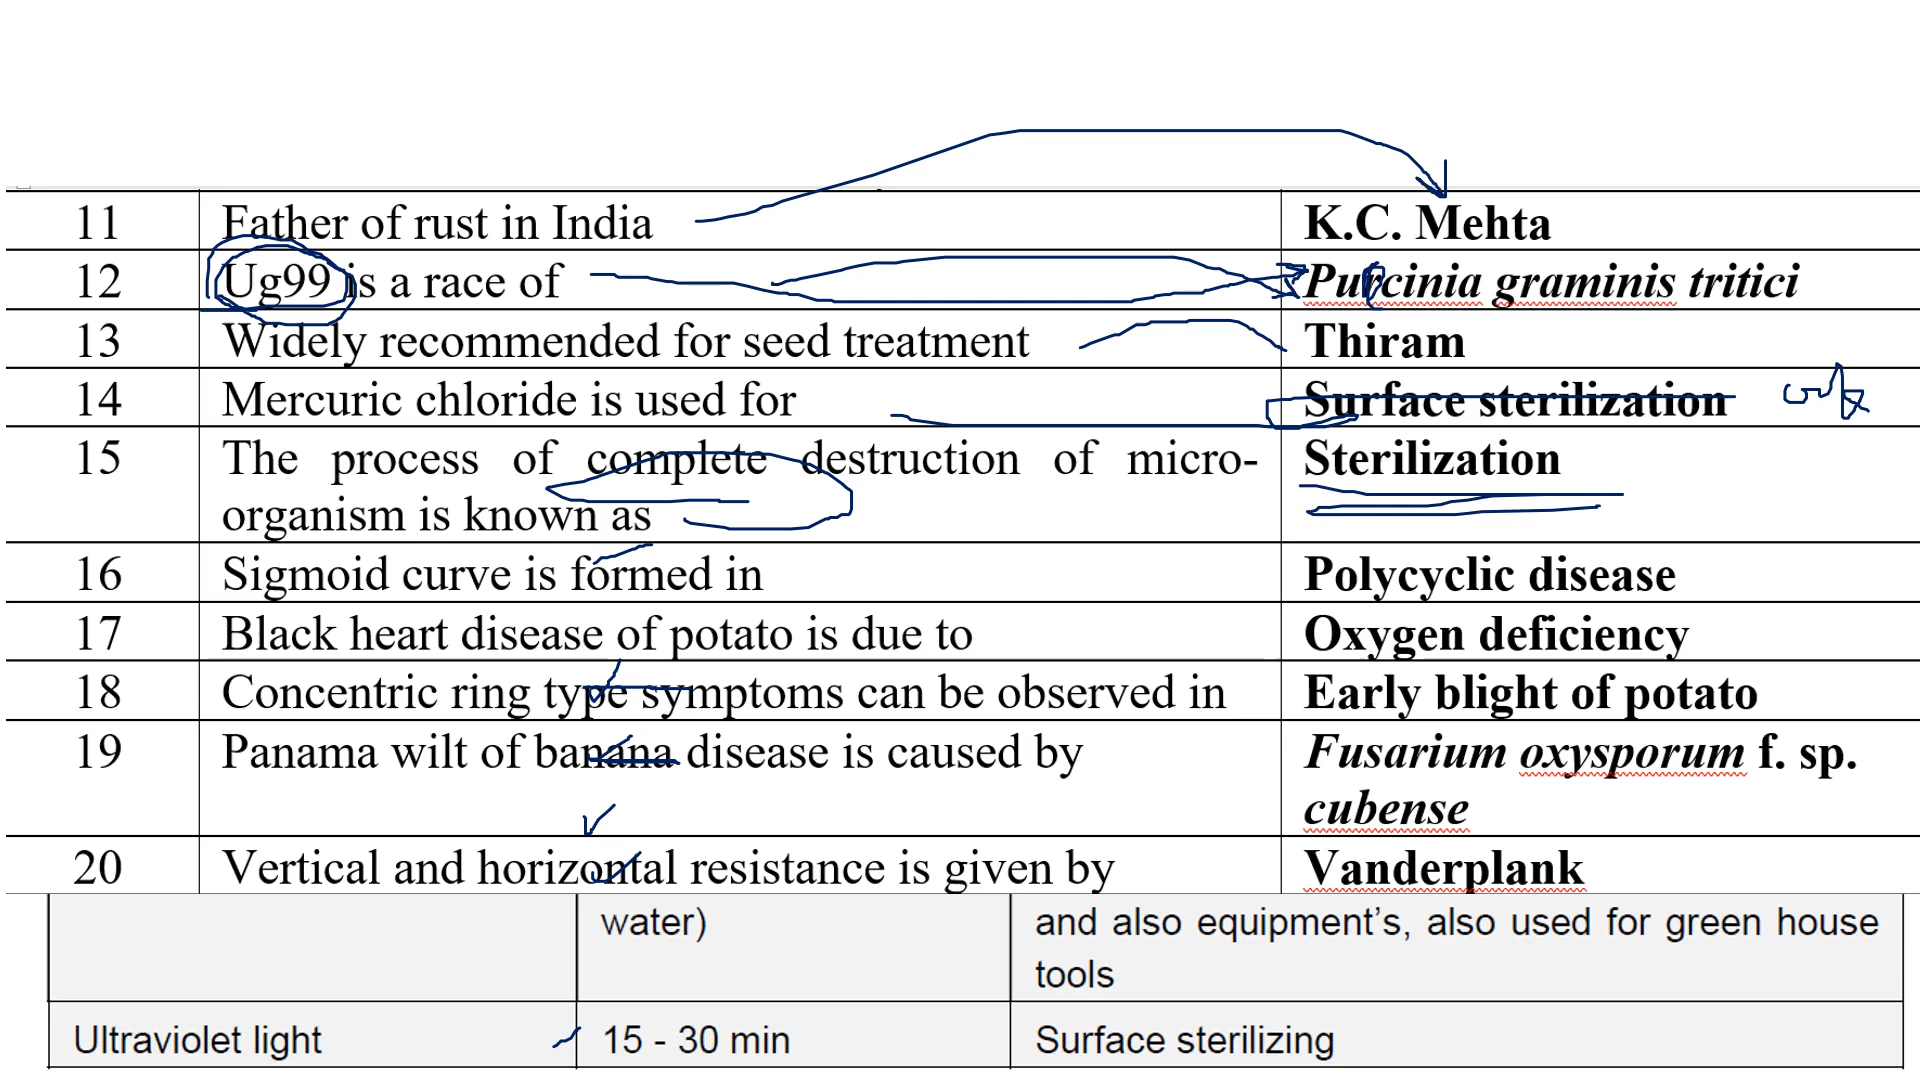 11 Father of rust in India K.C. Mehta
12 Ug99 is a race of Purcinia graminis tritici
13 Widely recommended for seed treatment Thiram
14 Mercuric chloride is used for Surface sterilization
15 The process of complete destruction of micro- Sterilization
organism is known as
16 Sigmoid curve is formed in Polycyclic disease
17 Black heart disease of potato is due to Oxygen deficiency
18 Concentric ring type symptoms can be observed in Early blight of potato
19 Panama wilt of banana disease is caused by Fusarium oxysporum f. sp.
cubense
20 Vertical and horizontal resistance is given by Vanderplank
water) and also equipment's, also used for green house
tools
Ultraviolet light 15 - 30 min Surface sterilizing